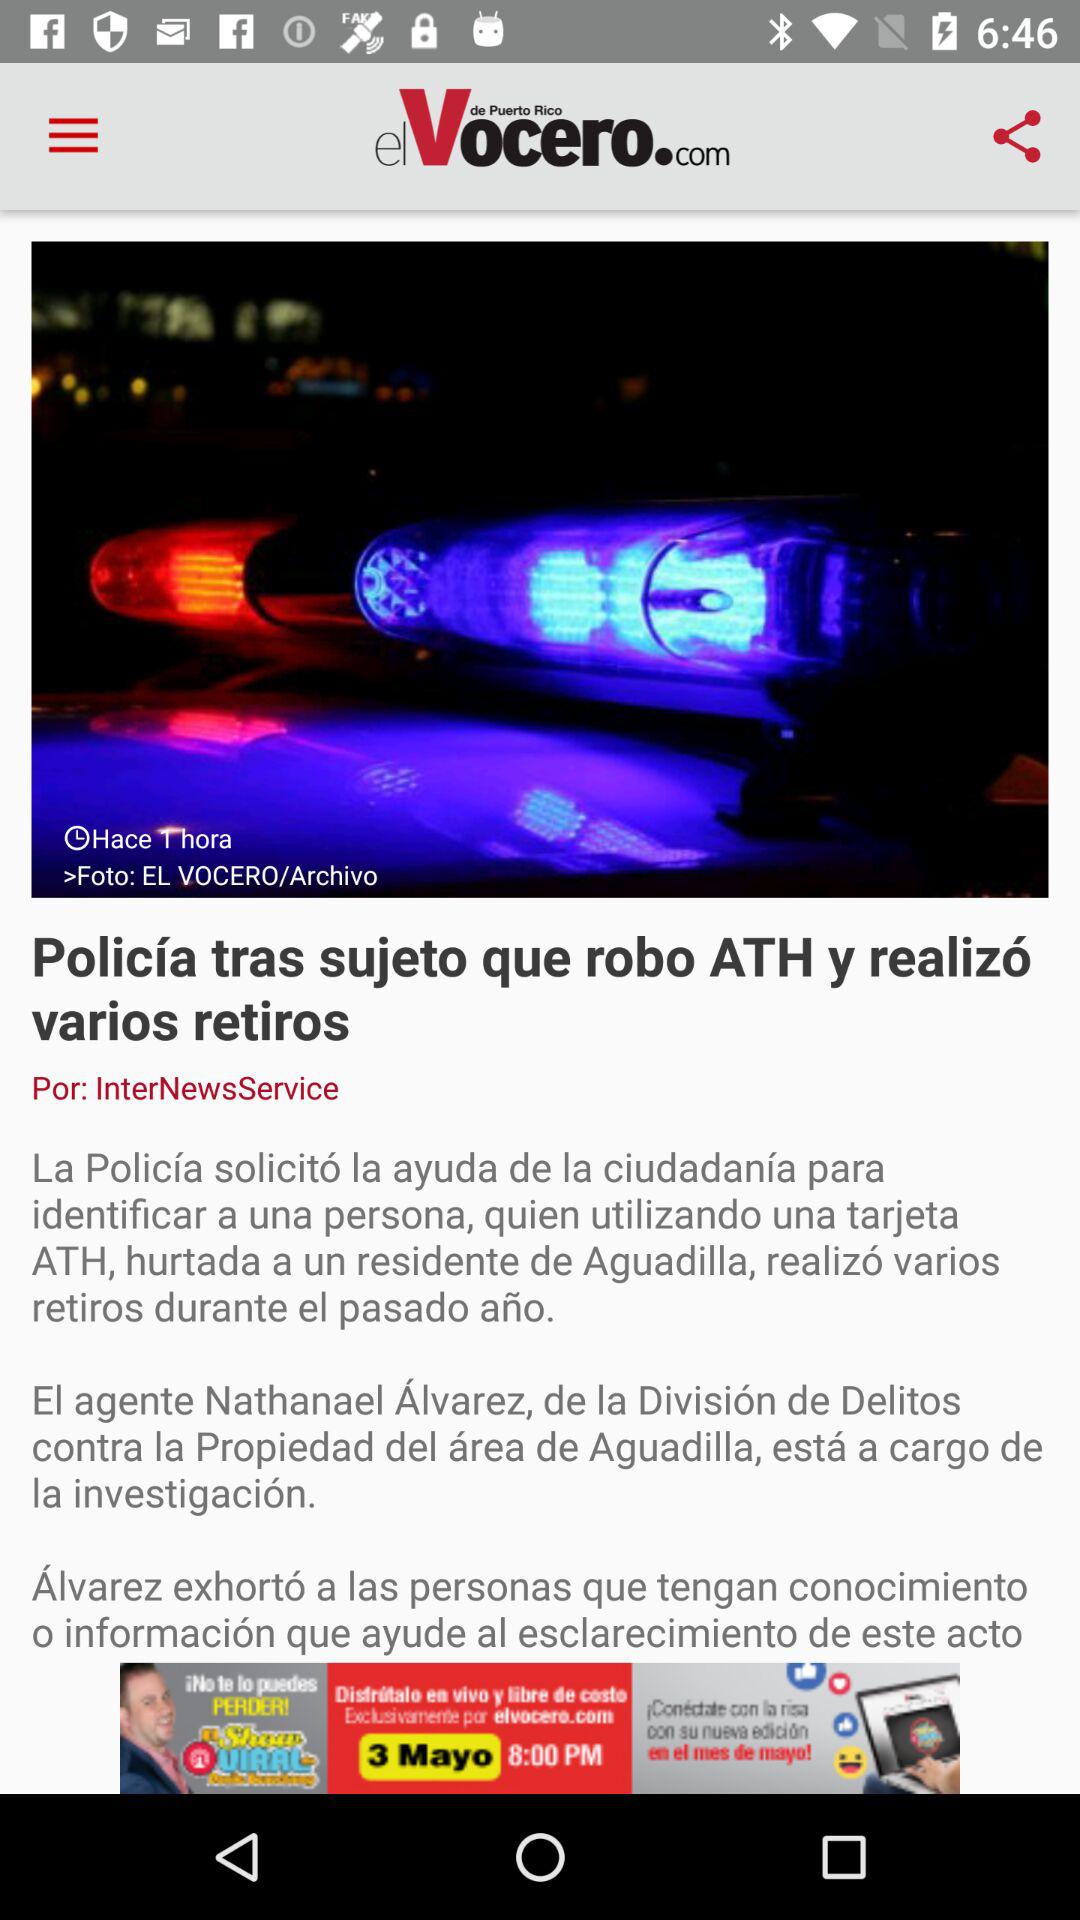 FAKE
6:46
el Vocero.com
de Puerto Rico
Hace 1 hora
>Foto: EL VOCERO/Archivo
Policía tras sujeto que robo ATH y realizó
varios retiros
Por: InterNewsService
La Policía solicitó la ayuda de la ciudadanía para
identificar a una persona, quien utilizando una tarjeta
ATH, hurtada a un residente de Aguadilla, realizó varios
retiros durante el pasado año.
El agente Nathanael Álvarez, de la División de Delitos
contra la Propiedad del área de Aguadilla, está a cargo de
la investigación.
Álvarez exhortó a las personas que tengan conocimiento
o información que ayude al esclarecimiento de este acto
¡No te lo puedes
PERDER!
Show
VIRAL
Disfrútalo en vivo y libre de costo
Exclusivamente por elvocero.com
3 Mayo 8:00 PM
¡Conéctate con la risa
con su nueva edición
en el mes de mayo!